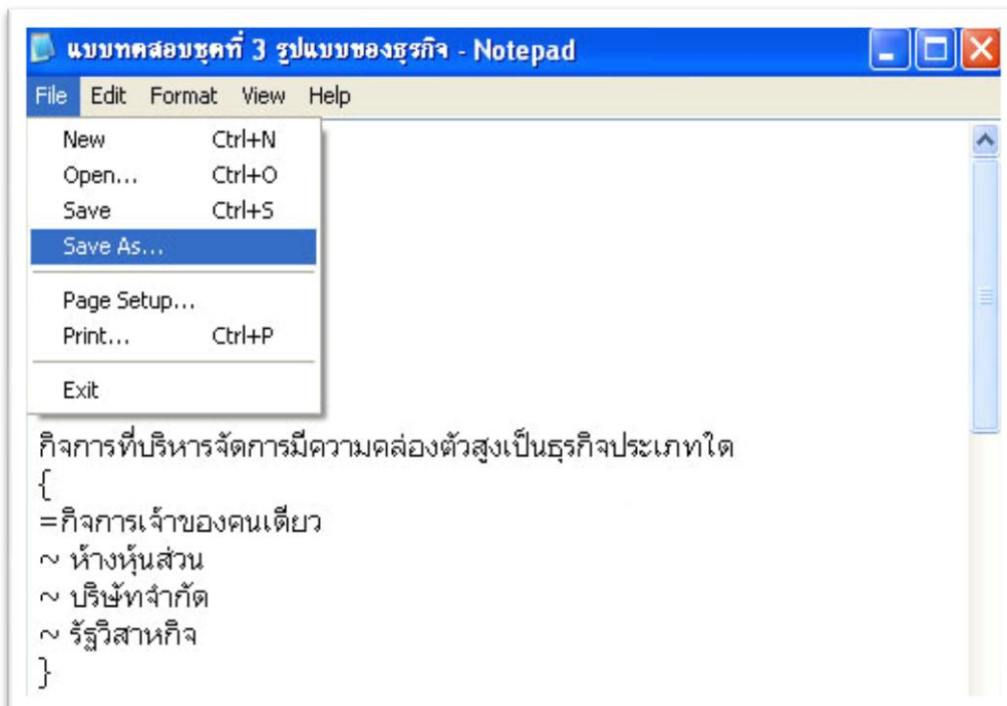 แบบทดสอบชุดที่ 3 รูปแบบของธุรกิจ - Notepad
File Edit Format View Help
New Ctrl+N
Open... Ctrl+O
Save Ctrl+S
Save As...
Page Setup...
Print... Ctrl+P
Exit
กิจการที่บริหารจัดการมีความคล่องตัวสูงเป็นธุรกิจประเภทใด
{
=กิจการเจ้าของคนเดียว
~ ห้างหุ้นส่วน
~ บริษัทจำกัด
~ รัฐวิสาหกิจ
}